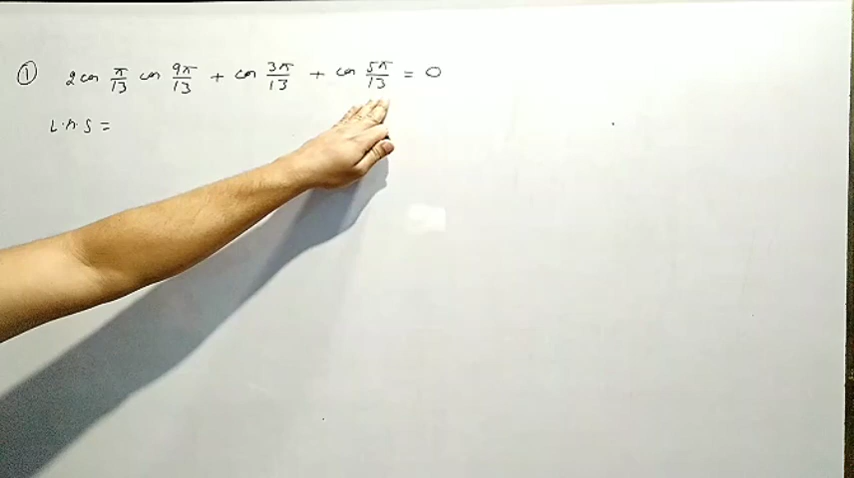 ① 2 cos π/13 cos 9π/13 + cos 3π/13 + cos 5π/13 = 0
L.H.S =